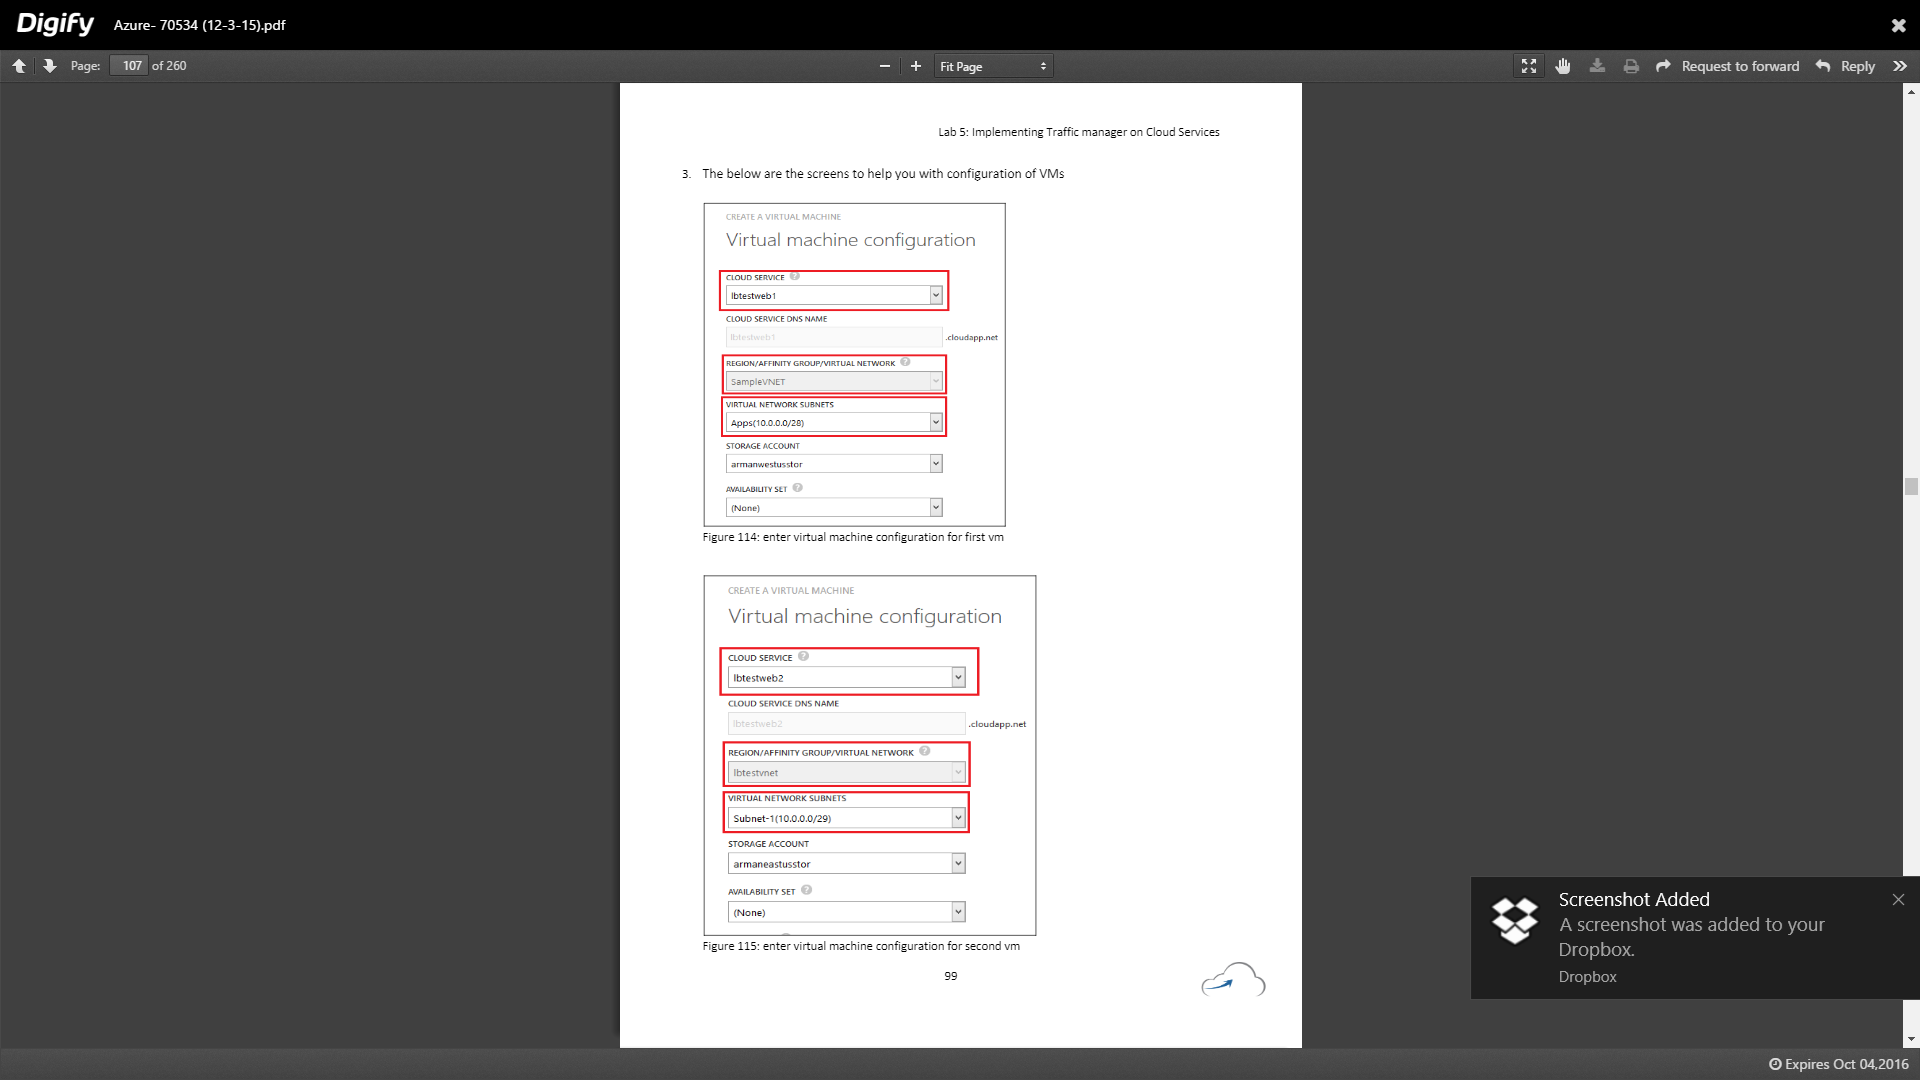 Digify
Azure- 70534 (12-3-15).pdf
Page: 107 of 260
Fit Page
Request to forward
Reply
Lab 5: Implementing Traffic manager on Cloud Services
3. The below are the screens to help you with configuration of VMs
CREATE A VIRTUAL MACHINE
Virtual machine configuration
CLOUD SERVICE ?
lbtestweb1
CLOUD SERVICE DNS NAME
lbtestweb1 .cloudapp.net
REGION/AFFINITY GROUP/VIRTUAL NETWORK ?
SampleVNET
VIRTUAL NETWORK SUBNETS
Apps(10.0.0.0/28)
STORAGE ACCOUNT
armanwestusstor
AVAILABILITY SET ?
(None)
Figure 114: enter virtual machine configuration for first vm
CREATE A VIRTUAL MACHINE
Virtual machine configuration
CLOUD SERVICE ?
lbtestweb2
CLOUD SERVICE DNS NAME
lbtestweb2 .cloudapp.net
REGION/AFFINITY GROUP/VIRTUAL NETWORK ?
lbtestvnet
VIRTUAL NETWORK SUBNETS
Subnet-1(10.0.0.0/29)
STORAGE ACCOUNT
armaneastusstor
AVAILABILITY SET ?
(None)
Figure 115: enter virtual machine configuration for second vm
99
Screenshot Added
A screenshot was added to your
Dropbox.
Dropbox
Expires Oct 04,2016